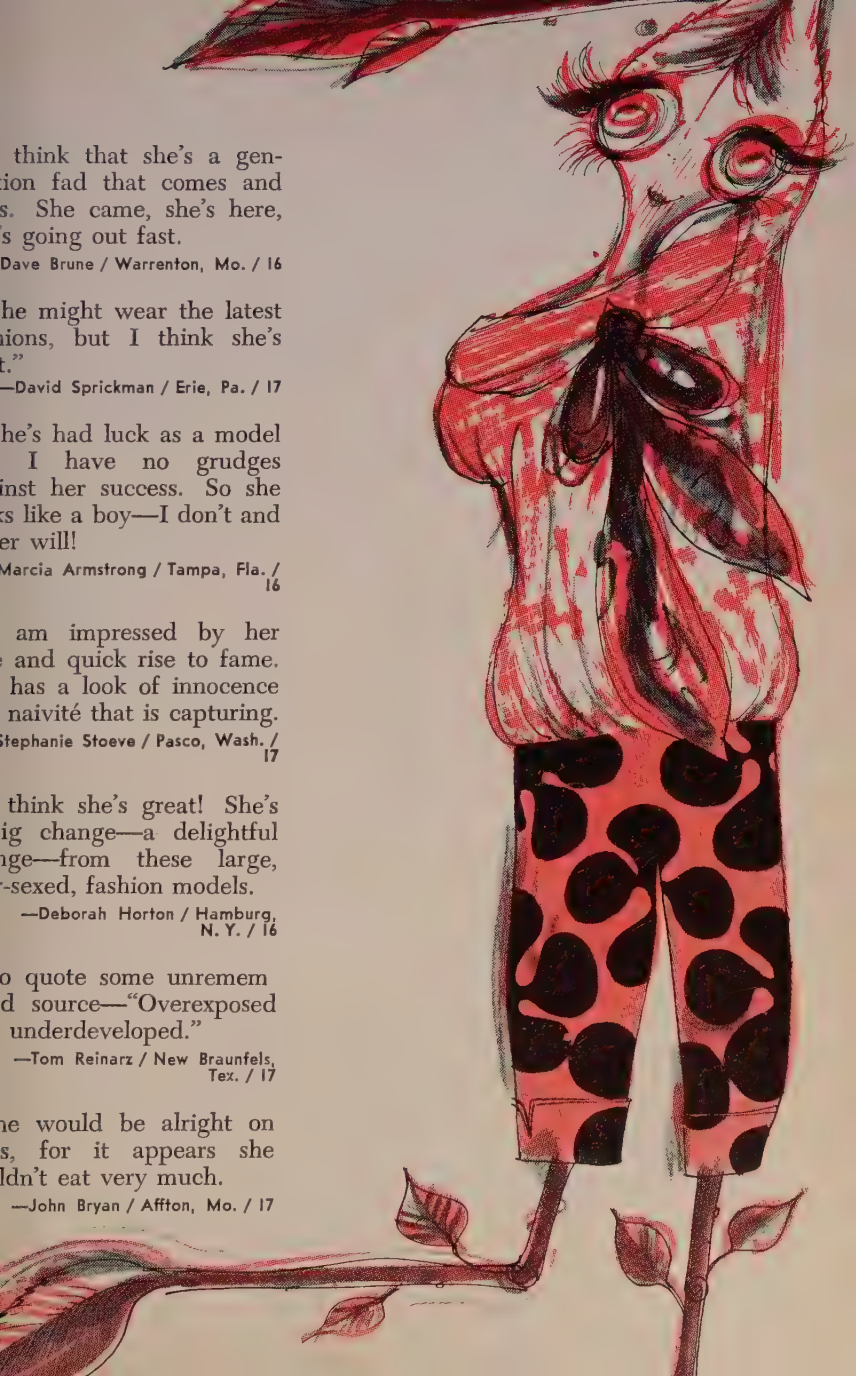 think that she's a gen-
tion fad that comes and
s. She came, she's here,
's going out fast.
Dave Brune / Warrenton, Mo. / 16
he might wear the latest
hions, but I think she's
t."
—David Sprickman / Erie, Pa. / 17
he's had luck as a model
I have no grudges
inst her success. So she
ks like a boy—I don't and
er will!
Marcia Armstrong / Tampa, Fla. /
16
am impressed by her
e and quick rise to fame.
has a look of innocence
naivité that is capturing.
Stephanie Stoeve / Pasco, Wash. /
17
think she's great! She's
ig change—a delightful
nge—from these large,
r-sexed, fashion models.
—Deborah Horton / Hamburg,
N. Y. / 16
o quote some unremem
d source—“Overexposed
underdeveloped.”
—Tom Reinarz / New Braunfels,
Tex. / 17
he would be alright on
s, for it appears she
ldn't eat very much.
—John Bryan / Affton, Mo. / 17